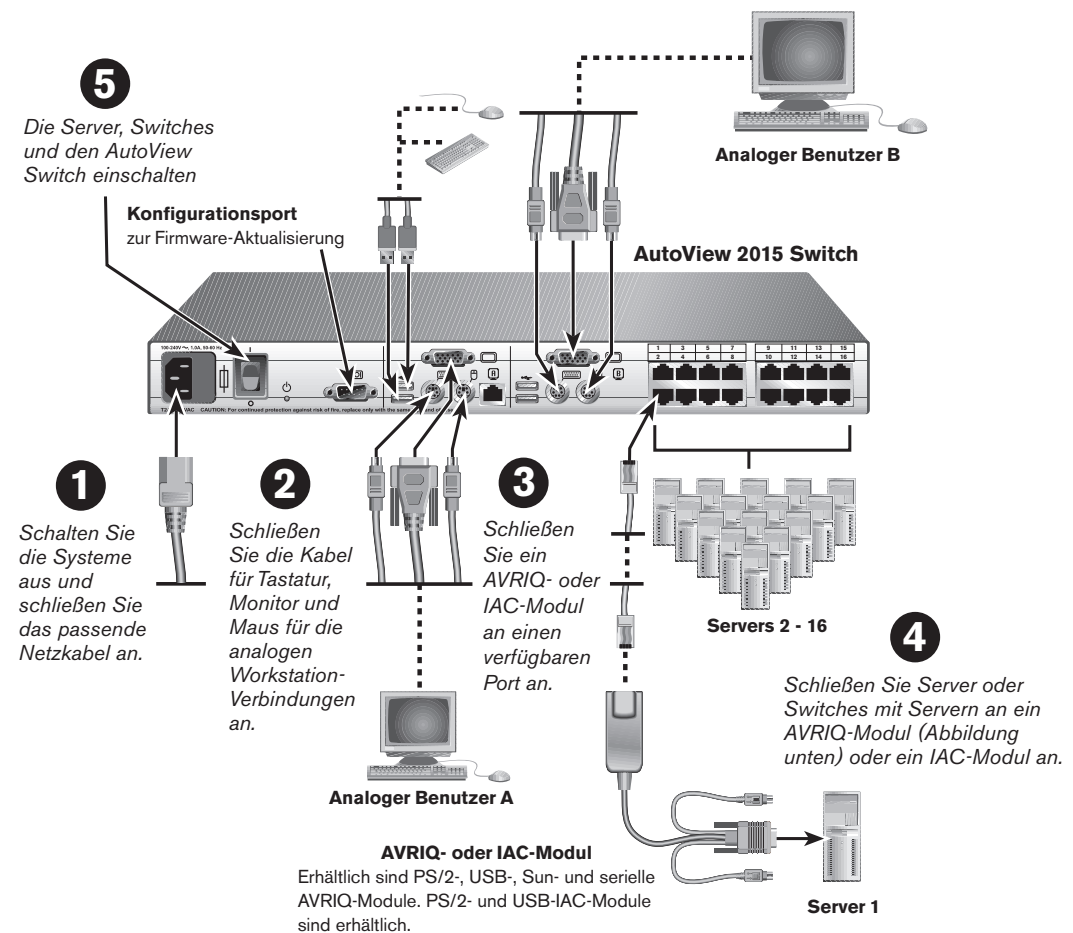 5
Die Server, Switches
und den AutoView
Switch einschalten
Konfigurationsport
zur Firmware-Aktualisierung
Analoger Benutzer B
AutoView 2015 Switch
100-240V ~, 1.0A, 50-60 Hz
CAUTION: For continued protection against risk of fire, replace only with the same
A
B
1 3 5 7
2 4 6 8
9 11 13 15
10 12 14 16
1
Schalten Sie
die Systeme
aus und
schließen Sie
das passende
Netzkabel an.
2
Schließen
Sie die Kabel
für Tastatur,
Monitor und
Maus für die
analogen
Workstation-
Verbindungen
an.
3
Schließen
Sie ein
AVRIQ- oder
IAC-Modul
an einen
verfügbaren
Port an.
Servers 2 - 16
4
Schließen Sie Server oder
Switches mit Servern an ein
AVRIQ-Modul (Abbildung
unten) oder ein IAC-Modul an.
Analoger Benutzer A
AVRIQ- oder IAC-Modul
Erhältlich sind PS/2-, USB-, Sun- und serielle
AVRIQ-Module. PS/2- und USB-IAC-Module
sind erhältlich.
Server 1